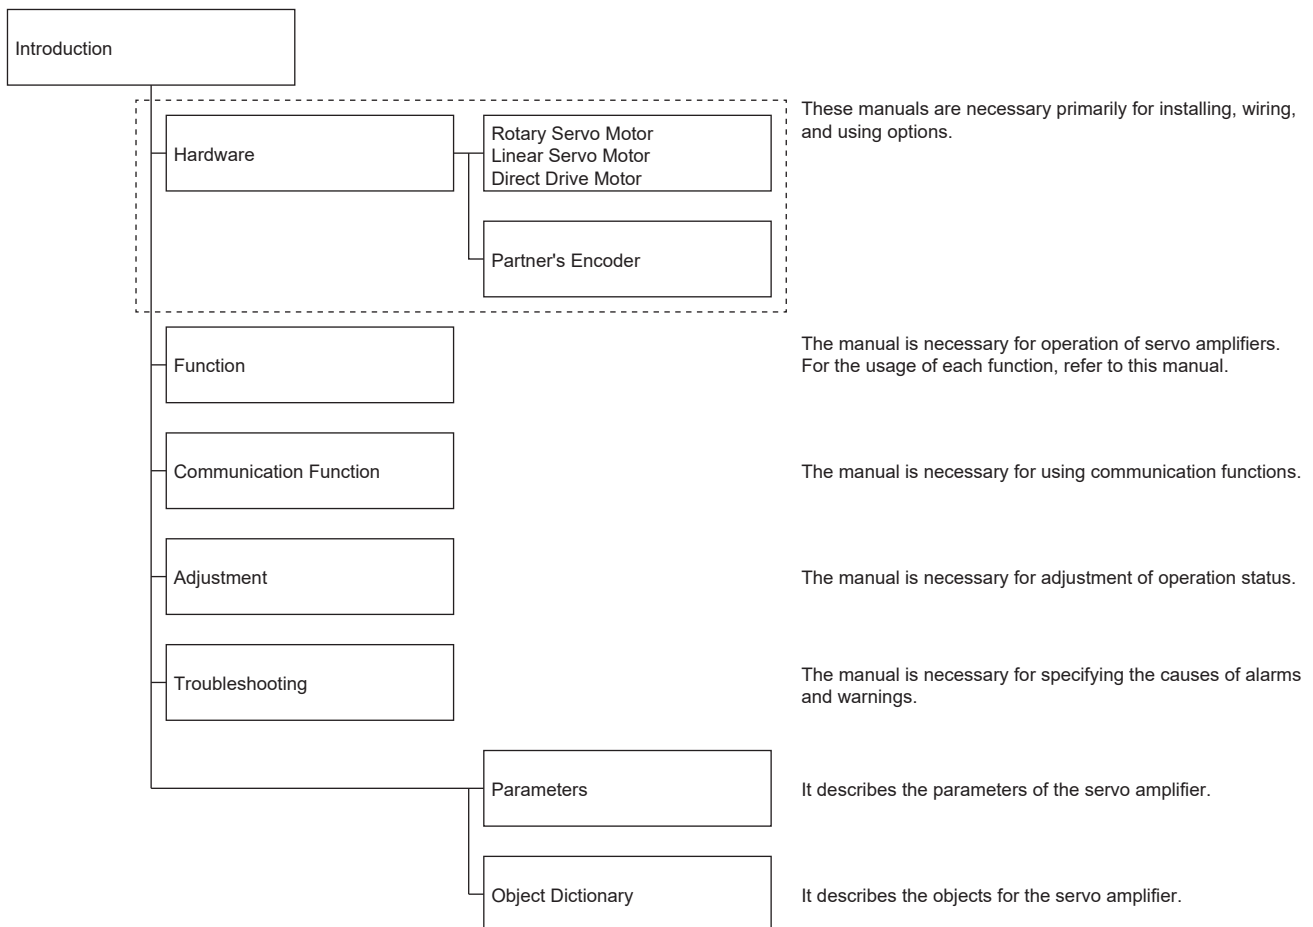 Introduction
These manuals are necessary primarily for installing, wiring,
and using options.
Hardware
Rotary Servo Motor
Linear Servo Motor
Direct Drive Motor
Partner's Encoder
Function
The manual is necessary for operation of servo amplifiers.
For the usage of each function, refer to this manual.
Communication Function
The manual is necessary for using communication functions.
Adjustment
The manual is necessary for adjustment of operation status.
Troubleshooting
The manual is necessary for specifying the causes of alarms
and warnings.
Parameters
It describes the parameters of the servo amplifier.
Object Dictionary
It describes the objects for the servo amplifier.